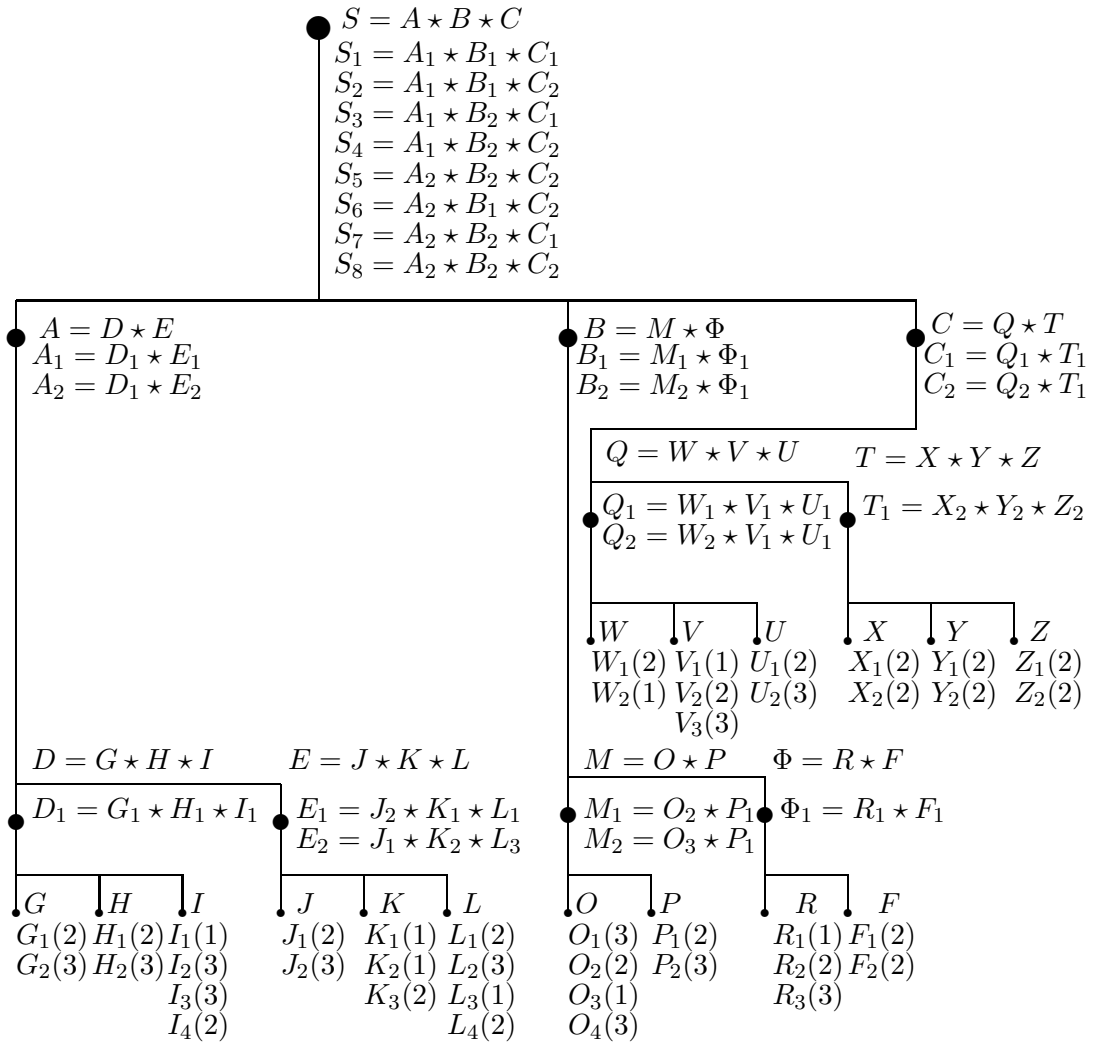 S = A ⋆ B ⋆ C
S₁ = A₁ ⋆ B₁ ⋆ C₁
S₂ = A₁ ⋆ B₁ ⋆ C₂
S₃ = A₁ ⋆ B₂ ⋆ C₁
S₄ = A₁ ⋆ B₂ ⋆ C₂
S₅ = A₂ ⋆ B₂ ⋆ C₂
S₆ = A₂ ⋆ B₁ ⋆ C₂
S₇ = A₂ ⋆ B₂ ⋆ C₁
S₈ = A₂ ⋆ B₂ ⋆ C₂
A = D ⋆ E
A₁ = D₁ ⋆ E₁
A₂ = D₁ ⋆ E₂
B = M ⋆ Φ
B₁ = M₁ ⋆ Φ₁
B₂ = M₂ ⋆ Φ₁
C = Q ⋆ T
C₁ = Q₁ ⋆ T₁
C₂ = Q₂ ⋆ T₁
Q = W ⋆ V ⋆ U
Q₁ = W₁ ⋆ V₁ ⋆ U₁
Q₂ = W₂ ⋆ V₁ ⋆ U₁
T = X ⋆ Y ⋆ Z
T₁ = X₂ ⋆ Y₂ ⋆ Z₂
W V U X Y Z
W₁(2) V₁(1) U₁(2) X₁(2) Y₁(2) Z₁(2)
W₂(1) V₂(2) U₂(3) X₂(2) Y₂(2) Z₂(2)
V₃(3)
D = G ⋆ H ⋆ I
D₁ = G₁ ⋆ H₁ ⋆ I₁
E = J ⋆ K ⋆ L
E₁ = J₂ ⋆ K₁ ⋆ L₁
E₂ = J₁ ⋆ K₂ ⋆ L₃
M = O ⋆ P
M₁ = O₂ ⋆ P₁
M₂ = O₃ ⋆ P₁
Φ = R ⋆ F
Φ₁ = R₁ ⋆ F₁
G H I J K L O P R F
G₁(2) H₁(2) I₁(1) J₁(2) K₁(1) L₁(2) O₁(3) P₁(2) R₁(1) F₁(2)
G₂(3) H₂(3) I₂(3) J₂(3) K₂(1) L₂(3) O₂(2) P₂(3) R₂(2) F₂(2)
I₃(3) K₃(2) L₃(1) O₃(1) R₃(3)
I₄(2) L₄(2) O₄(3)